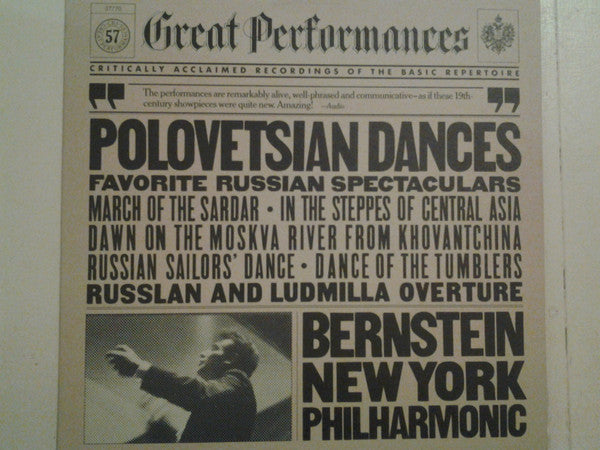 37770
57
Great Performances
CRITICALLY ACCLAIMED RECORDINGS OF THE BASIC REPERTOIRE
"The performances are remarkably alive, well-phrased and communicative–as if these 19th-
century showpieces were quite new. Amazing! —Audio"
POLOVETSIAN DANCES
FAVORITE RUSSIAN SPECTACULARS
MARCH OF THE SARDAR · IN THE STEPPES OF CENTRAL ASIA
DAWN ON THE MOSKVA RIVER FROM KHOVANTCHINA
RUSSIAN SAILORS' DANCE · DANCE OF THE TUMBLERS
RUSSLAN AND LUDMILLA OVERTURE
BERNSTEIN
NEW YORK
PHILHARMONIC